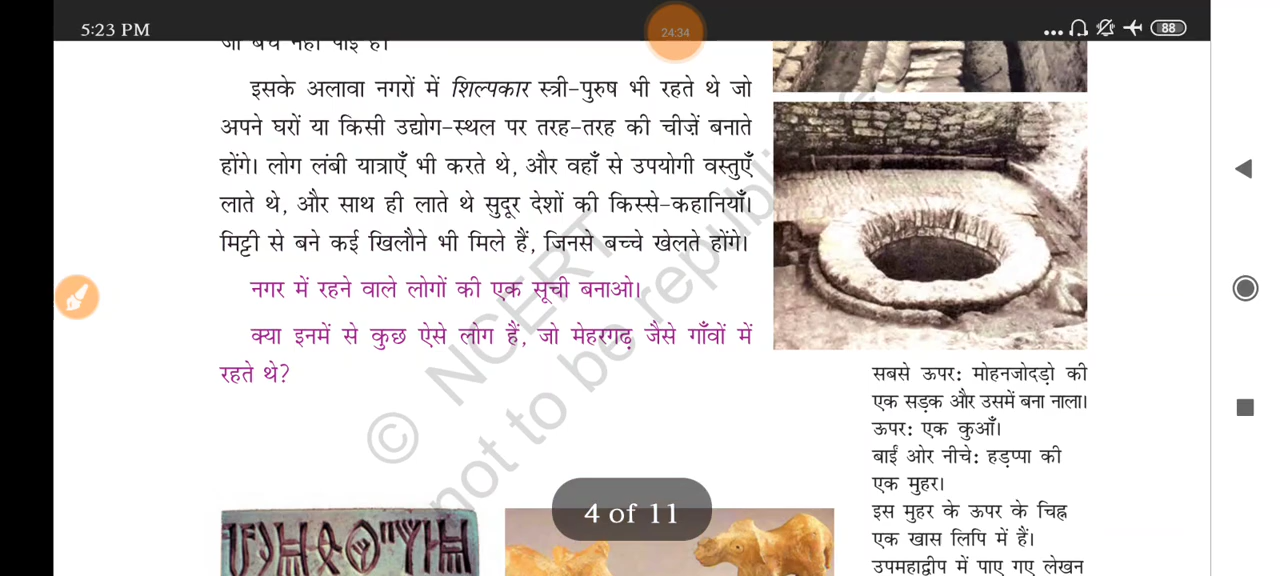 5:23 PM
24:34
88
इसके अलावा नगरों में शिल्पकार स्त्री-पुरुष भी रहते थे जो
अपने घरों या किसी उद्योग-स्थल पर तरह-तरह की चीज़ें बनाते
होंगे। लोग लंबी यात्राएँ भी करते थे, और वहाँ से उपयोगी वस्तुएँ
लाते थे, और साथ ही लाते थे सुदूर देशों की किस्से-कहानियाँ।
मिट्टी से बने कई खिलौने भी मिले हैं, जिनसे बच्चे खेलते होंगे।
नगर में रहने वाले लोगों की एक सूची बनाओ।
क्या इनमें से कुछ ऐसे लोग हैं, जो मेहरगढ़ जैसे गाँवों में
रहते थे?
© NCERT
not to be republi
सबसे ऊपर: मोहनजोदड़ो की
एक सड़क और उसमें बना नाला।
ऊपर: एक कुआँ।
बाईं ओर नीचे: हड़प्पा की
एक मुहर।
इस मुहर के ऊपर के चिह्न
एक खास लिपि में हैं।
उपमहाद्वीप में पाए गए लेखन
4 of 11